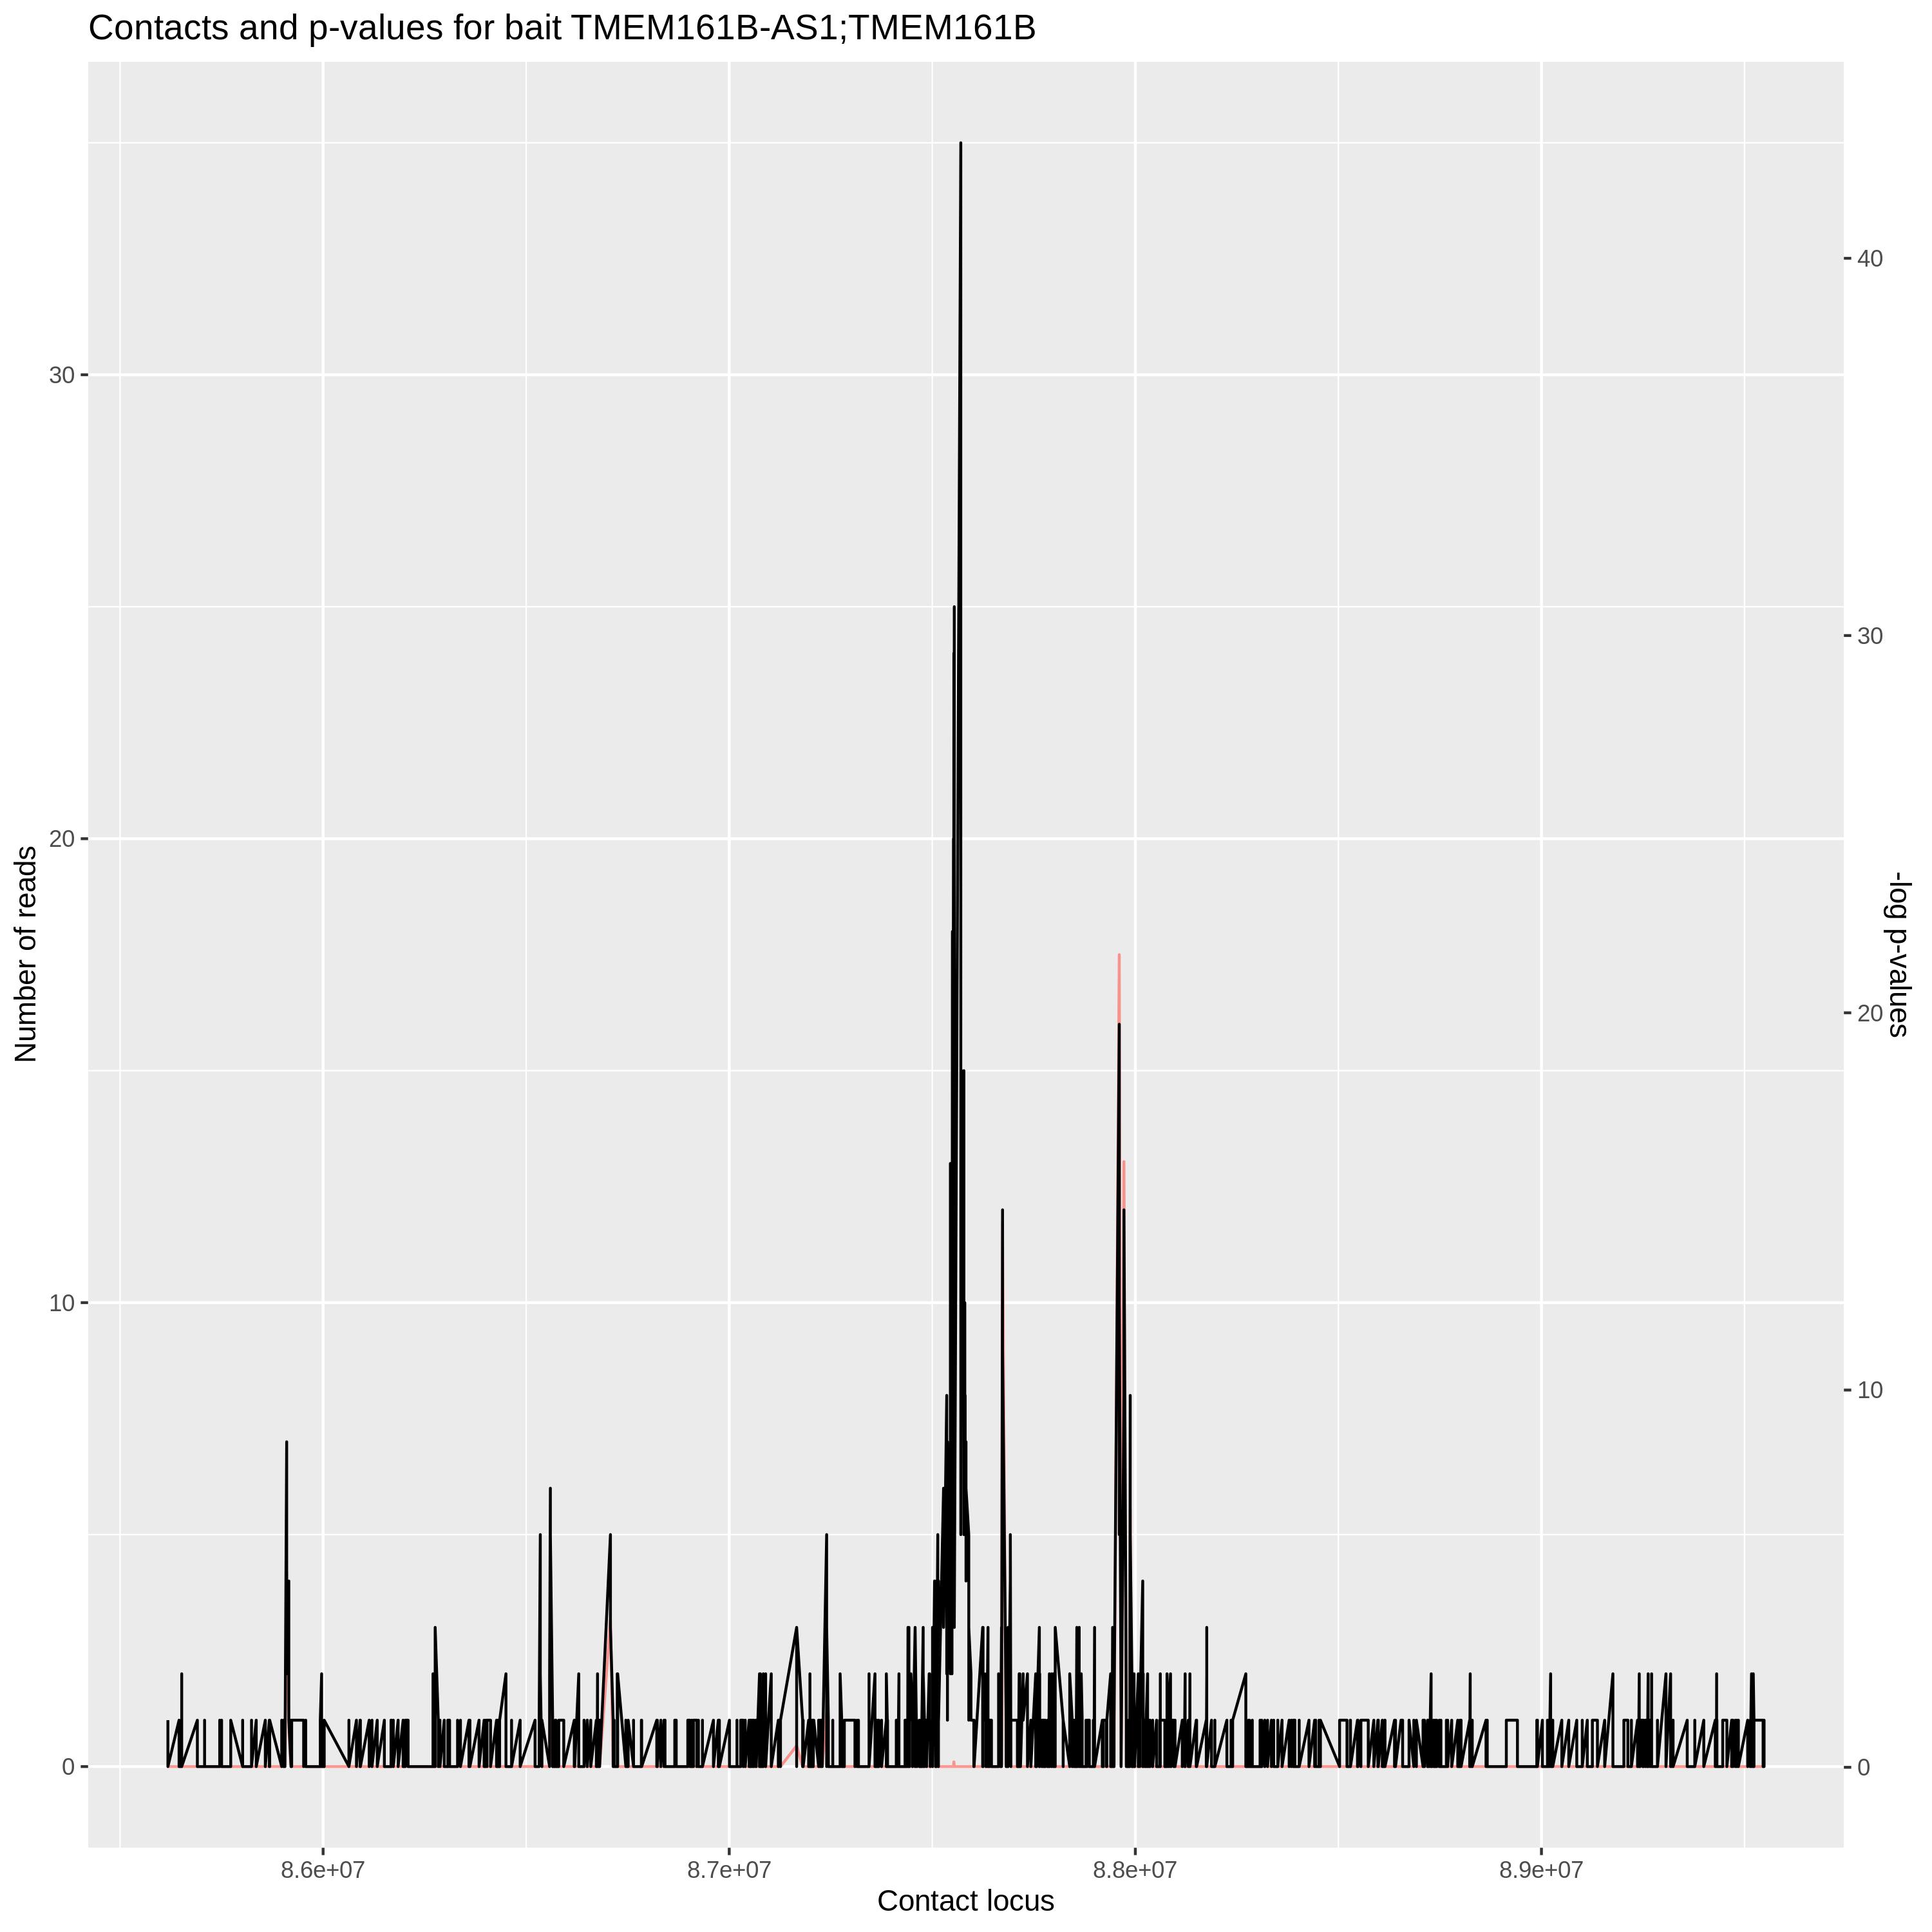 Contacts and p-values for bait TMEM161B-AS1;TMEM161B
Number of reads
30
20
10
0
40
30
20
10
0
-log p-values
8.6e+07
8.7e+07
8.8e+07
8.9e+07
Contact locus